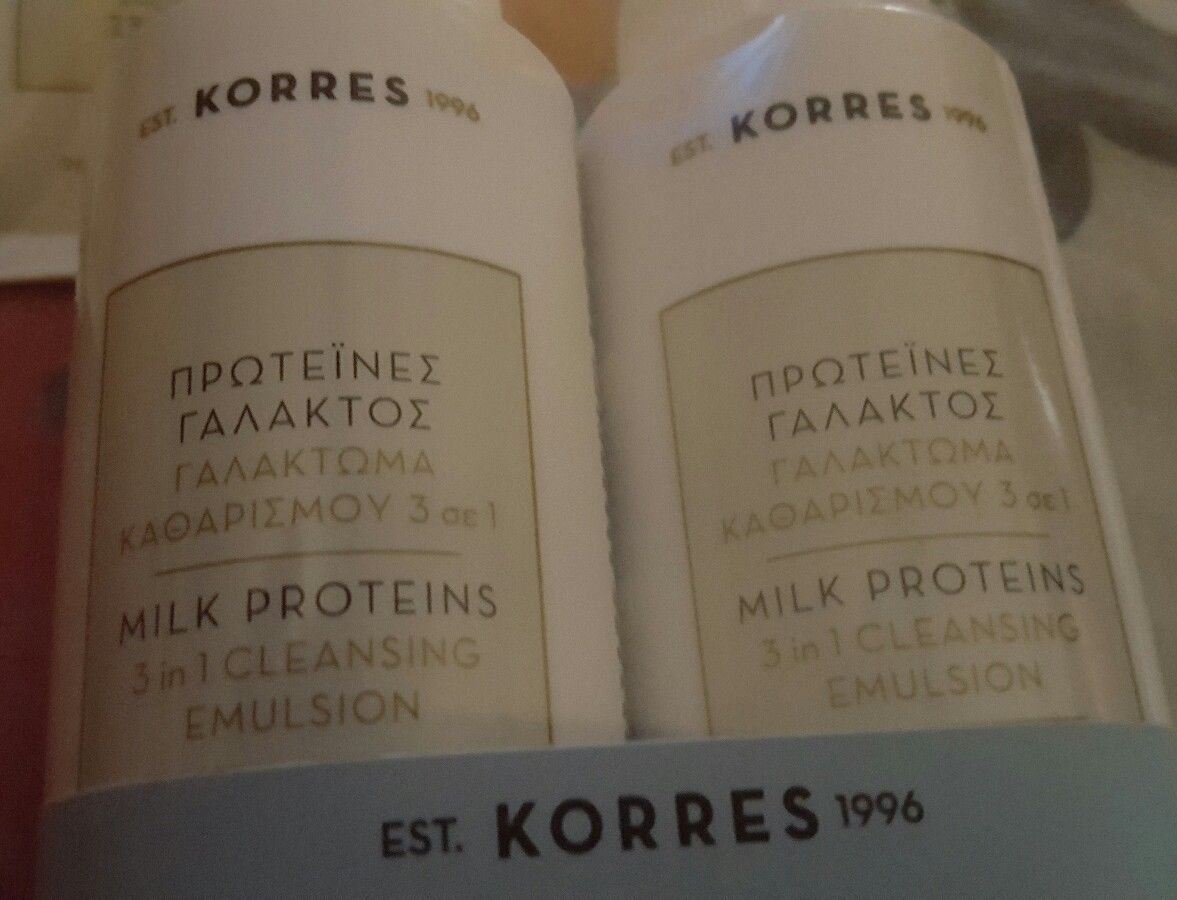 EST. KORRES 1996
ΠΡΩΤΕΪΝΕΣ
ΓΑΛΑΚΤΟΣ
ΓΑΛΑΚΤΩΜΑ
ΚΑΘΑΡΙΣΜΟΥ 3 σε 1
MILK PROTEINS
3 in 1 CLEANSING
EMULSION
EST. KORRES 1996
ΠΡΩΤΕΪΝΕΣ
ΓΑΛΑΚΤΟΣ
ΓΑΛΑΚΤΩΜΑ
ΚΑΘΑΡΙΣΜΟΥ 3 σε 1
MILK PROTEINS
3 in 1 CLEANSING
EMULSION
EST. KORRES 1996